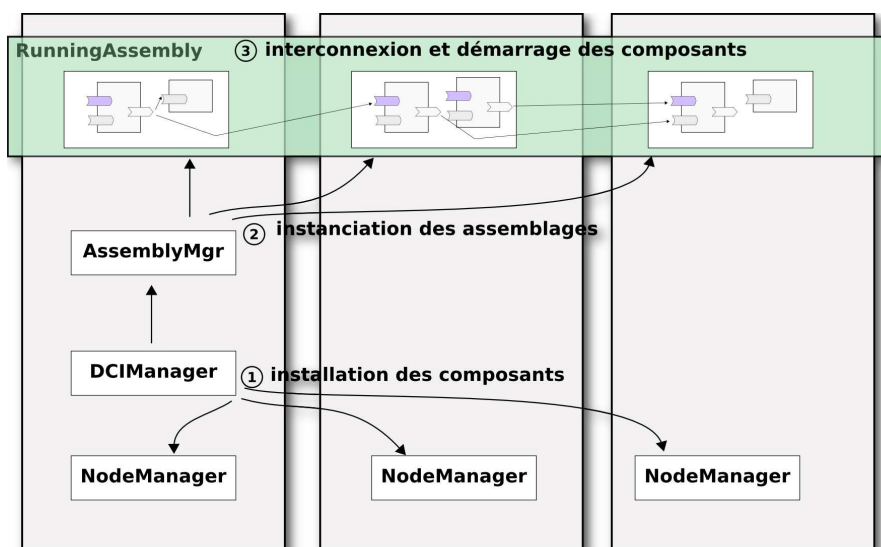 RunningAssembly ③ interconnexion et démarrage des composants
② instanciation des assemblages
AssemblyMgr
DCIManager
① installation des composants
NodeManager NodeManager NodeManager